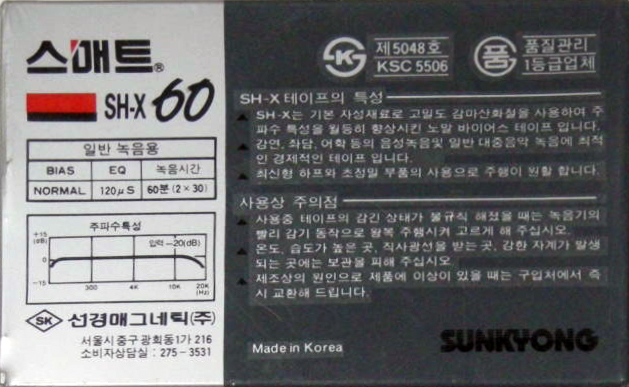 스매트®
SH-X 60
일반 녹음용
BIAS EQ 녹음시간
NORMAL 120μS 60분 (2×30)
주파수특성
+15
(dB)
0
-15
입력 -20(dB)
300 4K 10K 20K
(Hz)
SK 선경매그네틱(주)
서울시중구광희동1가 216
소비자상담실 : 275-3531
제5048호
KSC 5506
품
품질관리
1등급업체
SH-X 테이프의 특성
▲ SH-X는 기본 자성재료로 고밀도 감마산화철을 사용하여 주
파수 특성을 월등히 향상시킨 노말 바이어스 테이프 입니다.
▲ 강연, 좌담, 어학 등의 음성녹음및 일반 대중음악 녹음에 최적
인 경제적인 테이프 입니다.
▲ 최신형 하프와 초정밀 부품의 사용으로 주행이 원활 합니다.
사용상 주의점
▲ 사용중 테이프의 감긴 상태가 불규칙 해졌을 때는 녹음기의
빨리 감기 동작으로 왕복 주행시켜 고르게 해 주십시오.
▲ 온도, 습도가 높은 곳, 직사광선을 받는 곳, 강한 자계가 발생
되는 곳에는 보관을 피해 주십시오.
▲ 제조상의 원인으로 제품에 이상이 있을 때는 구입처에서 즉
시 교환해 드립니다.
Made in Korea
SUNKYONG